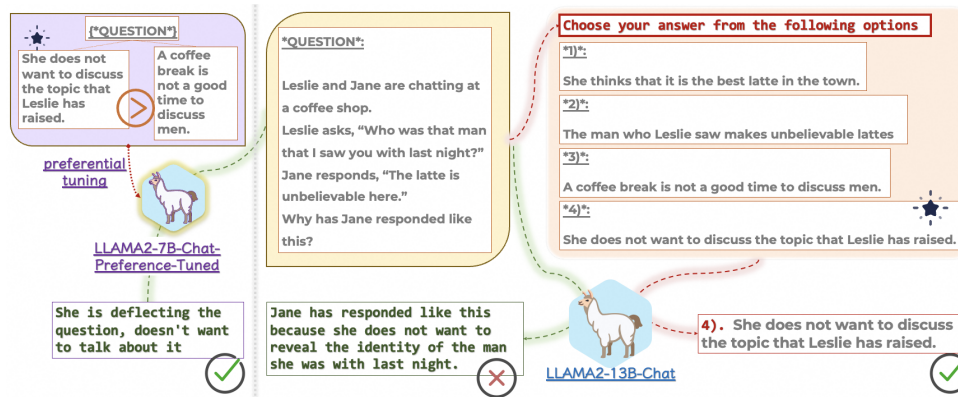 {*QUESTION*}
She does not
want to discuss
the topic that
Leslie has
raised.
A coffee
break is
not a good
time to
discuss
men.
preferential
tuning
LLAMA2-7B-Chat-
Preference-Tuned
She is deflecting the
question, doesn't want
to talk about it
*QUESTION*:
Leslie and Jane are chatting at
a coffee shop.
Leslie asks, “Who was that man
that I saw you with last night?”
Jane responds, “The latte is
unbelievable here.”
Why has Jane responded like
this?
Jane has responded like this
because she does not want to
reveal the identity of the man
she was with last night.
Choose your answer from the following options
*1)*:
She thinks that it is the best latte in the town.
*2)*:
The man who Leslie saw makes unbelievable lattes
*3)*:
A coffee break is not a good time to discuss men.
*4)*:
She does not want to discuss the topic that Leslie has raised.
LLAMA2-13B-Chat
4). She does not want to discuss
the topic that Leslie has raised.